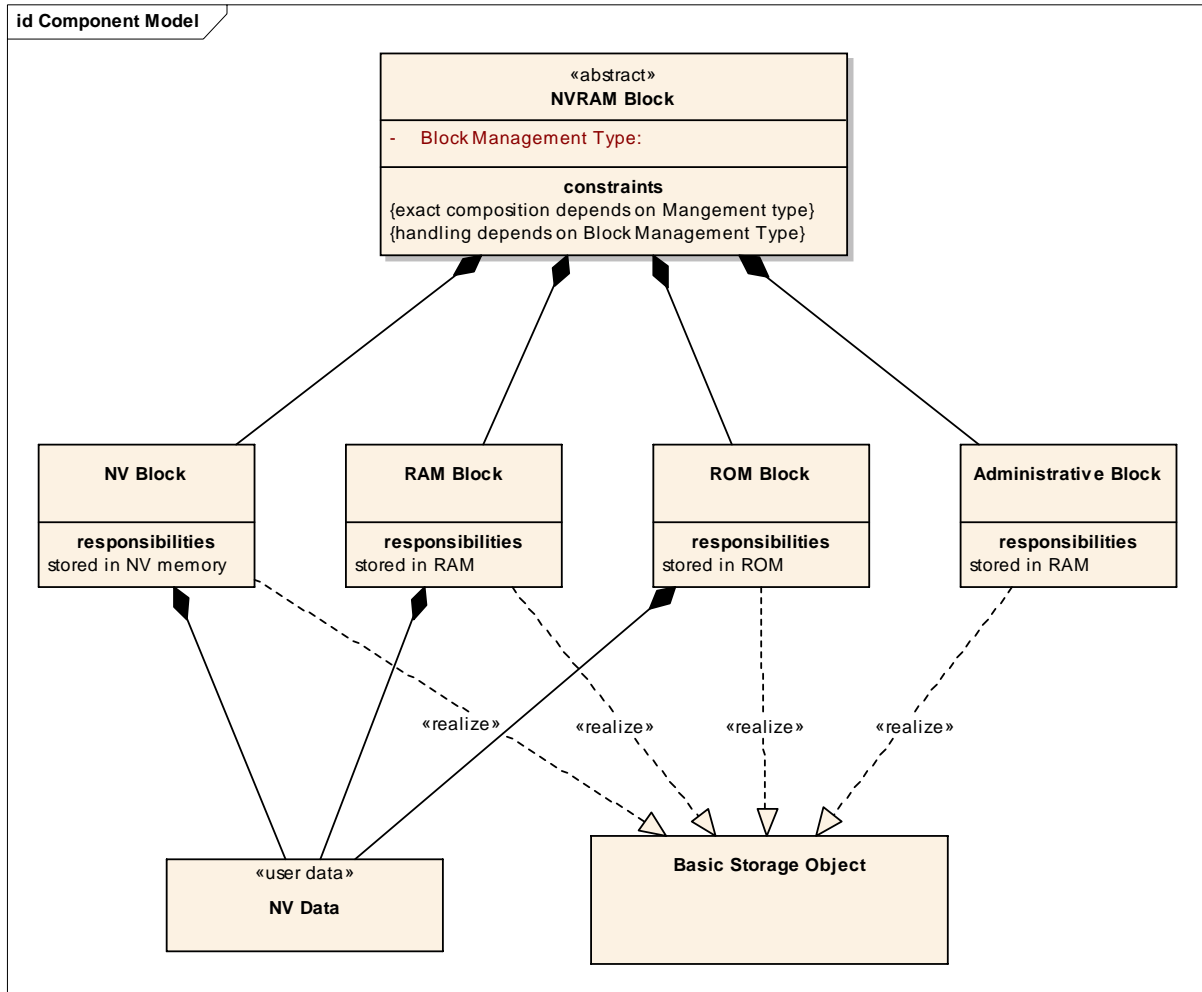 id Component Model
«abstract»
NVRAM Block
- Block Management Type:
constraints
{exact composition depends on Mangement type}
{handling depends on Block Management Type}
NV Block
responsibilities
stored in NV memory
RAM Block
responsibilities
stored in RAM
ROM Block
responsibilities
stored in ROM
Administrative Block
responsibilities
stored in RAM
«realize»
«realize»
«realize»
«realize»
«user data»
NV Data
Basic Storage Object